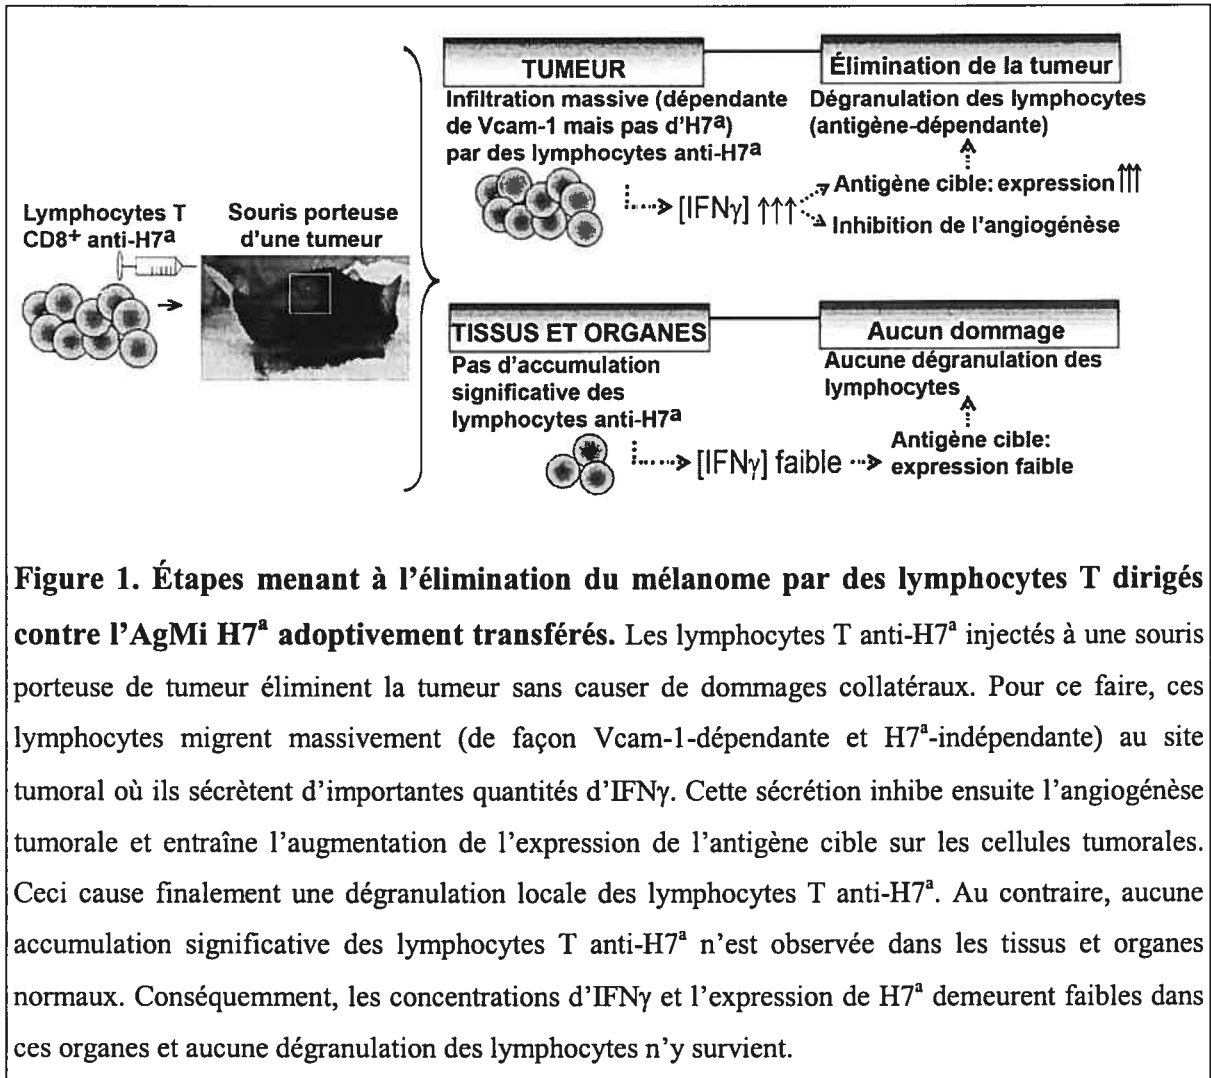 Lymphocytes T
CD8+ anti-H7a
Souris porteuse
d'une tumeur
TUMEUR
Infiltration massive (dépendante
de Vcam-1 mais pas d'H7a)
par des lymphocytes anti-H7a
[IFNγ] ↑↑↑
Élimination de la tumeur
Dégranulation des lymphocytes
(antigène-dépendante)
Antigène cible: expression ↑↑↑
Inhibition de l'angiogénèse
TISSUS ET ORGANES
Pas d'accumulation
significative des
lymphocytes anti-H7a
[IFNγ] faible
Aucun dommage
Aucune dégranulation des
lymphocytes
Antigène cible:
expression faible
Figure 1. Étapes menant à l'élimination du mélanome par des lymphocytes T dirigés
contre l'AgMi H7a adoptivement transférés. Les lymphocytes T anti-H7a injectés à une souris
porteuse de tumeur éliminent la tumeur sans causer de dommages collatéraux. Pour ce faire, ces
lymphocytes migrent massivement (de façon Vcam-1-dépendante et H7a-indépendante) au site
tumoral où ils sécrètent d'importantes quantités d'IFNγ. Cette sécrétion inhibe ensuite l'angiogénèse
tumorale et entraîne l'augmentation de l'expression de l'antigène cible sur les cellules tumorales.
Ceci cause finalement une dégranulation locale des lymphocytes T anti-H7a. Au contraire, aucune
accumulation significative des lymphocytes T anti-H7a n'est observée dans les tissus et organes
normaux. Conséquemment, les concentrations d'IFNγ et l'expression de H7a demeurent faibles dans
ces organes et aucune dégranulation des lymphocytes n'y survient.